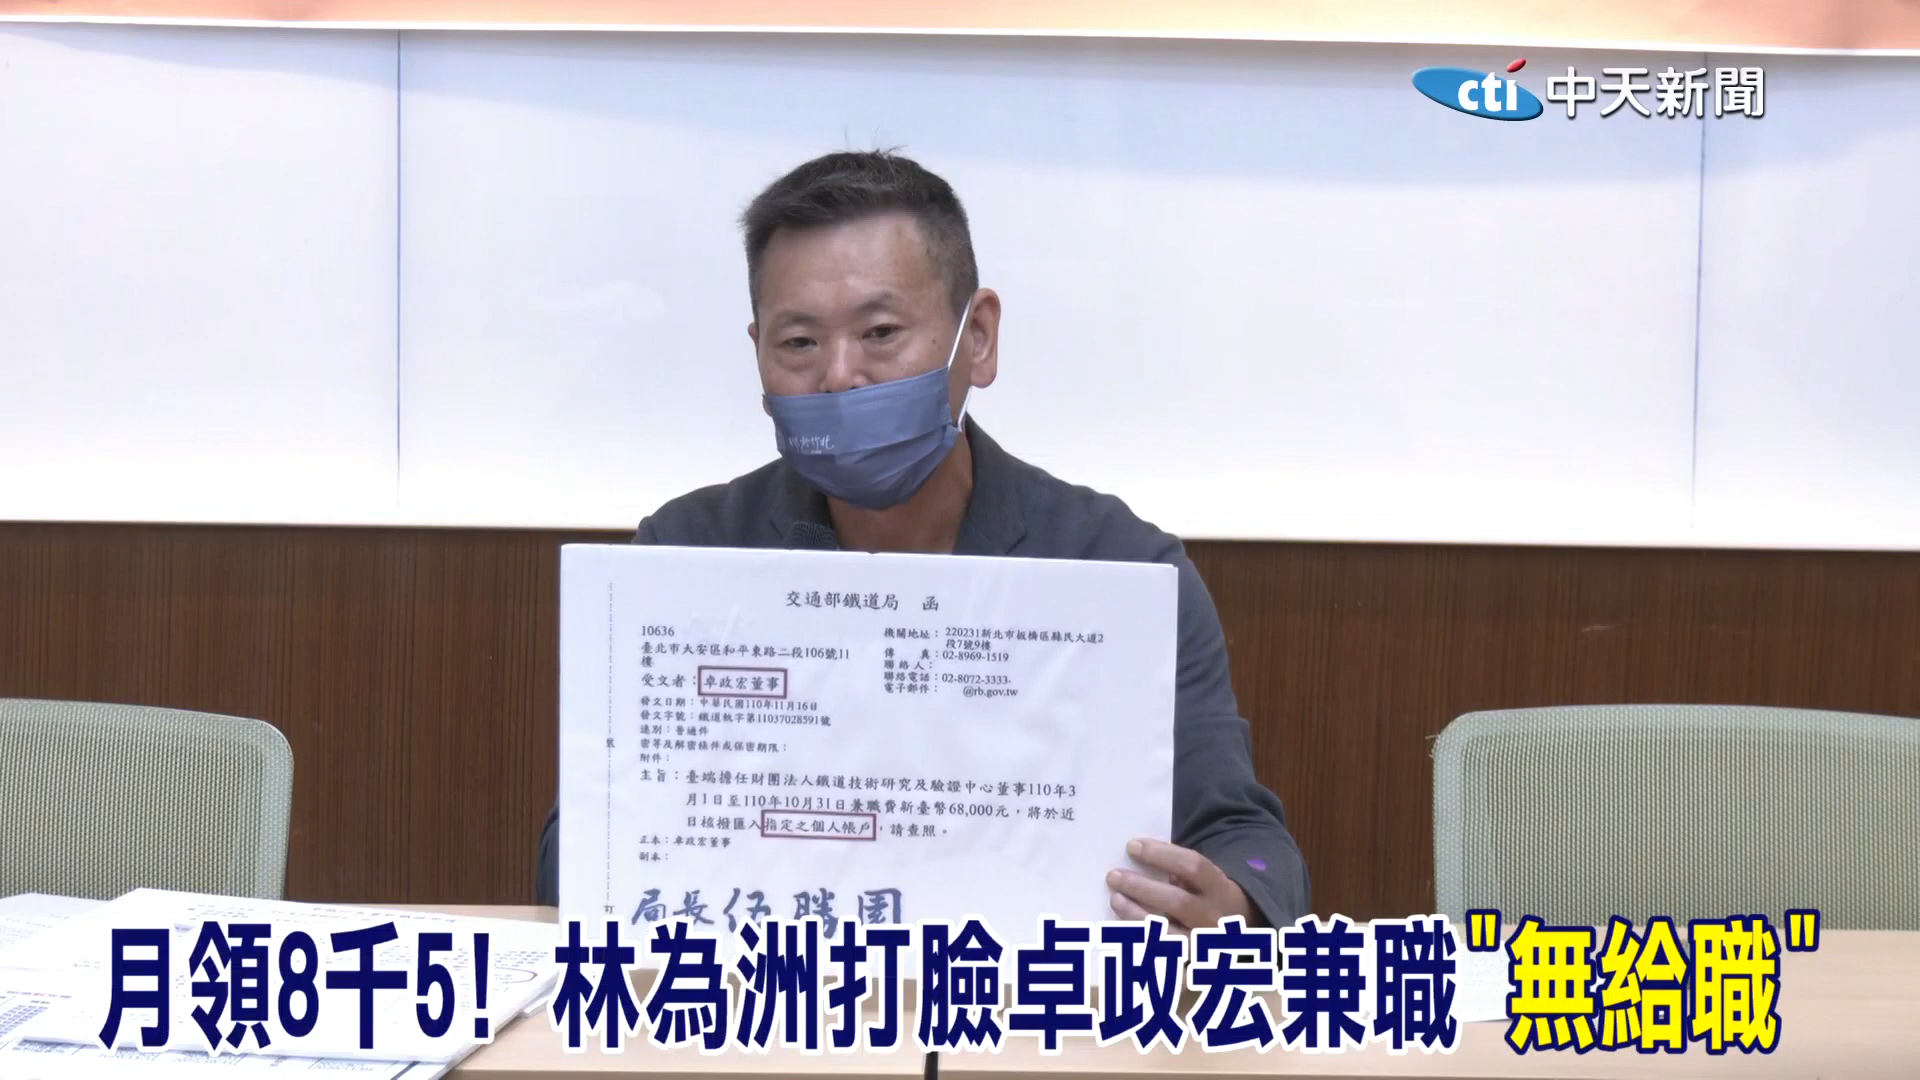 cti 中天新聞
交通部鐵道局 函
10636
臺北市大安區和平東路二段106號11
樓
受文者：卓政宏董事
機關地址：220231新北市板橋區縣民大道2
段7號9樓
傳 真：02-8969-1519
聯絡人：
聯絡電話：02-8072-3333-
電子郵件： @rb.gov.tw
發文日期：中華民國110年11月16日
發文字號：鐵道執字第11037028591號
速別：普通件
密等及解密條件或保密期限：
附件：
主旨：臺端擔任財團法人鐵道技術研究及驗證中心董事110年3
月1日至110年10月31日兼職費新臺幣68,000元，將於近
日核撥匯入指定之個人帳戶，請查照。
正本：卓政宏董事
副本：
局長伍勝園
月領8千5! 林為洲打臉卓政宏兼職"無給職"